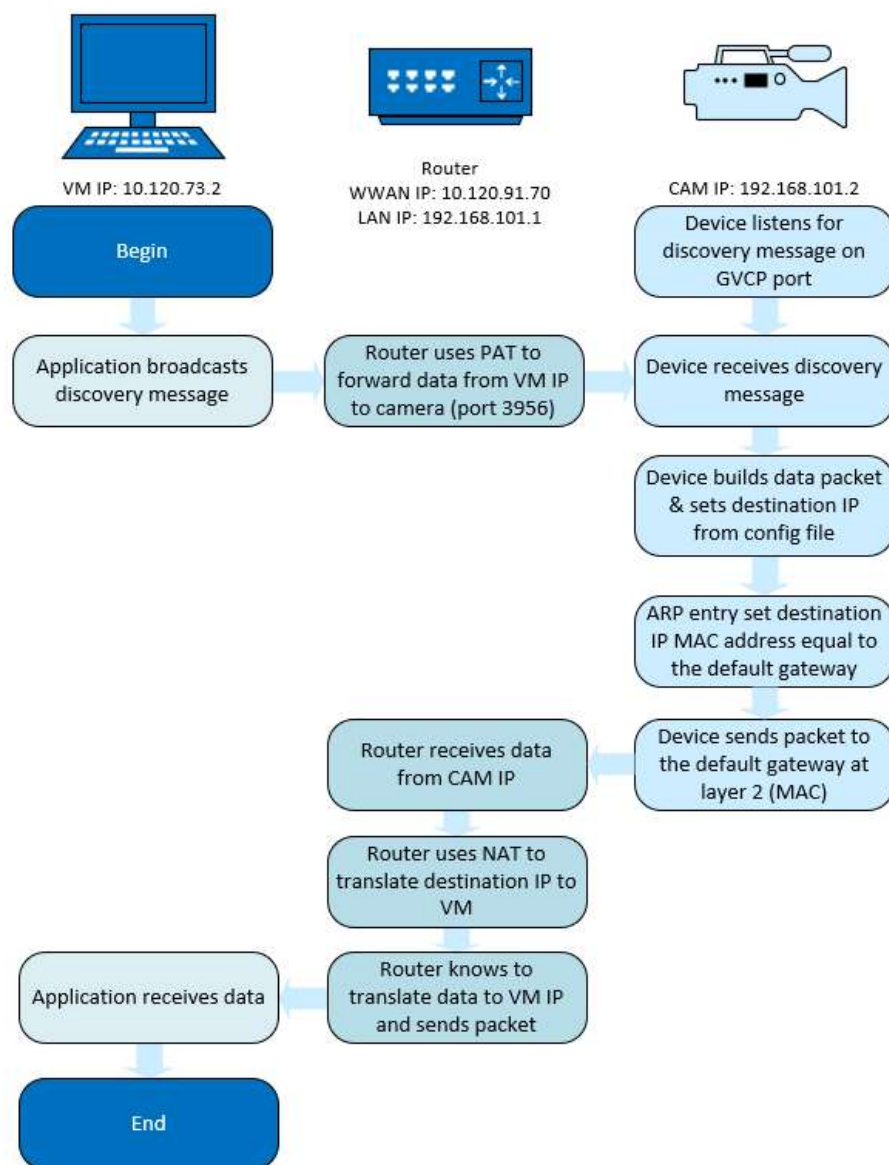 VM IP: 10.120.73.2
Router
WWAN IP: 10.120.91.70
LAN IP: 192.168.101.1
CAM IP: 192.168.101.2
Begin
Device listens for
discovery message on
GVCP port
Application broadcasts
discovery message
Router uses PAT to
forward data from VM IP
to camera (port 3956)
Device receives discovery
message
Device builds data packet
& sets destination IP
from config file
ARP entry set destination
IP MAC address equal to
the default gateway
Device sends packet to
the default gateway at
layer 2 (MAC)
Router receives data
from CAM IP
Router uses NAT to
translate destination IP to
VM
Router knows to
translate data to VM IP
and sends packet
Application receives data
End